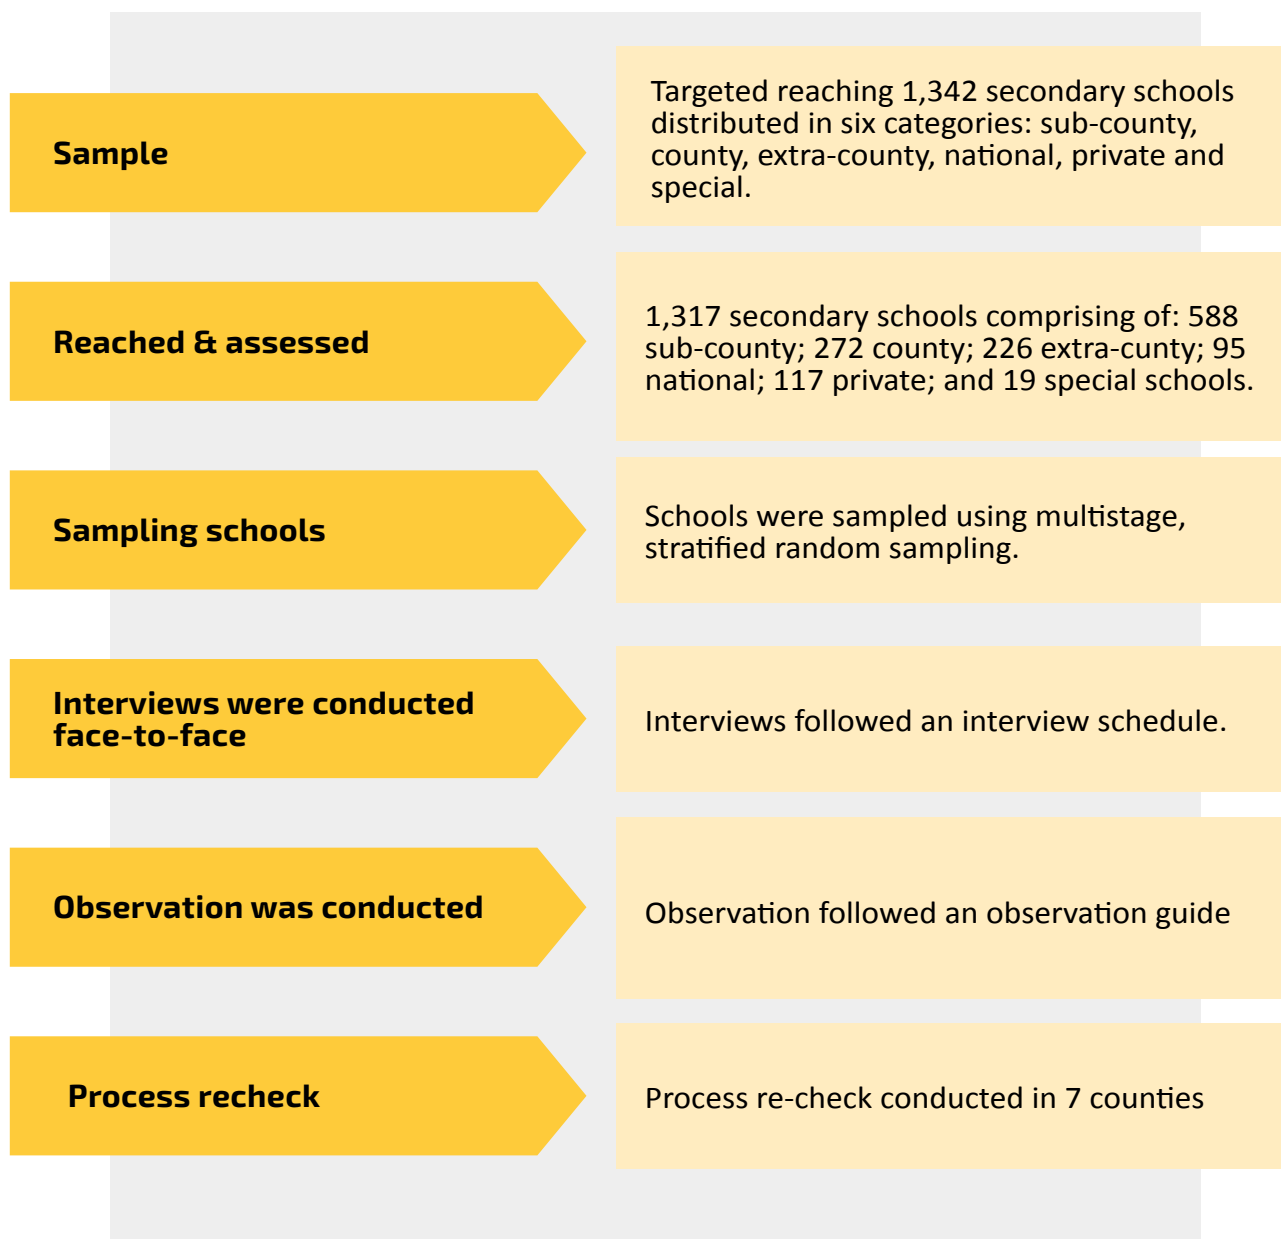 Sample
Targeted reaching 1,342 secondary schools
distributed in six categories: sub-county,
county, extra-county, national, private and
special.
Reached & assessed
1,317 secondary schools comprising of: 588
sub-county; 272 county; 226 extra-cunty; 95
national; 117 private; and 19 special schools.
Sampling schools
Schools were sampled using multistage,
stratified random sampling.
Interviews were conducted
face-to-face
Interviews followed an interview schedule.
Observation was conducted
Observation followed an observation guide
Process recheck
Process re-check conducted in 7 counties